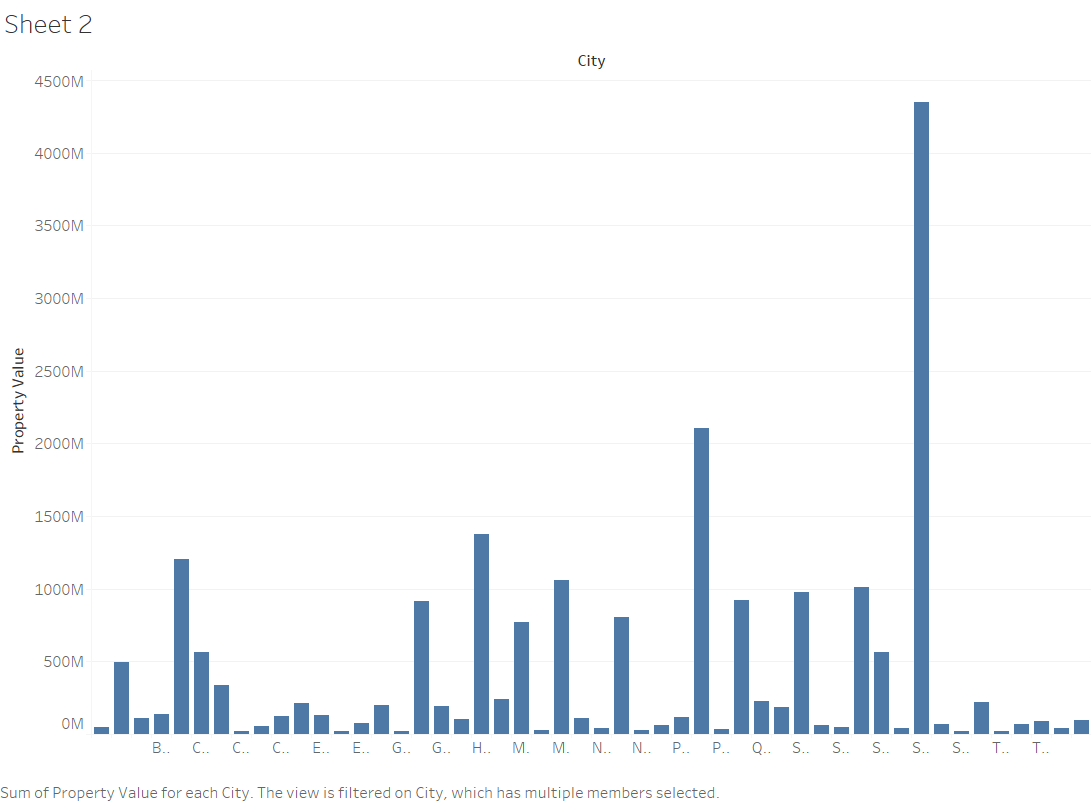 Sheet 2
City
4500M
4000M
3500M
3000M
2500M
2000M
1500M
1000M
500M
0M
Property Value
B.. C.. C.. C.. E.. E.. G.. G.. H.. M.. M.. N.. N.. P.. P.. Q.. S.. S.. S.. S.. S.. T.. T..
Sum of Property Value for each City. The view is filtered on City, which has multiple members selected.